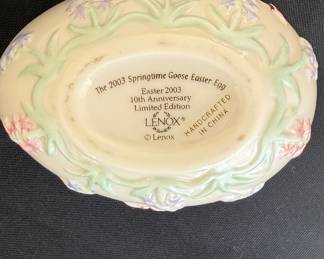 The 2003 Springtime Goose Easter Egg
Easter 2003
10th Anniversary
Limited Edition
LENOX®
© Lenox
HANDCRAFTED
IN CHINA